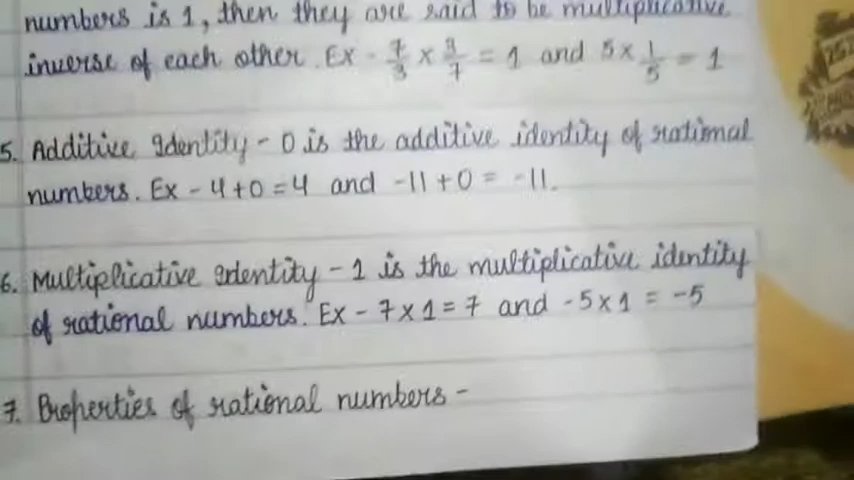 numbers is 1, then they are said to be multiplicative
inverse of each other. Ex - 7/3 × 3/7 = 1 and 5 × 1/5 = 1
5. Additive Identity - 0 is the additive identity of rational
numbers. Ex - 4+0=4 and -11+0 = -11.
6. Multiplicative Identity - 1 is the multiplicative identity
of rational numbers. Ex - 7×1=7 and -5×1 = -5
7. Properties of rational numbers -